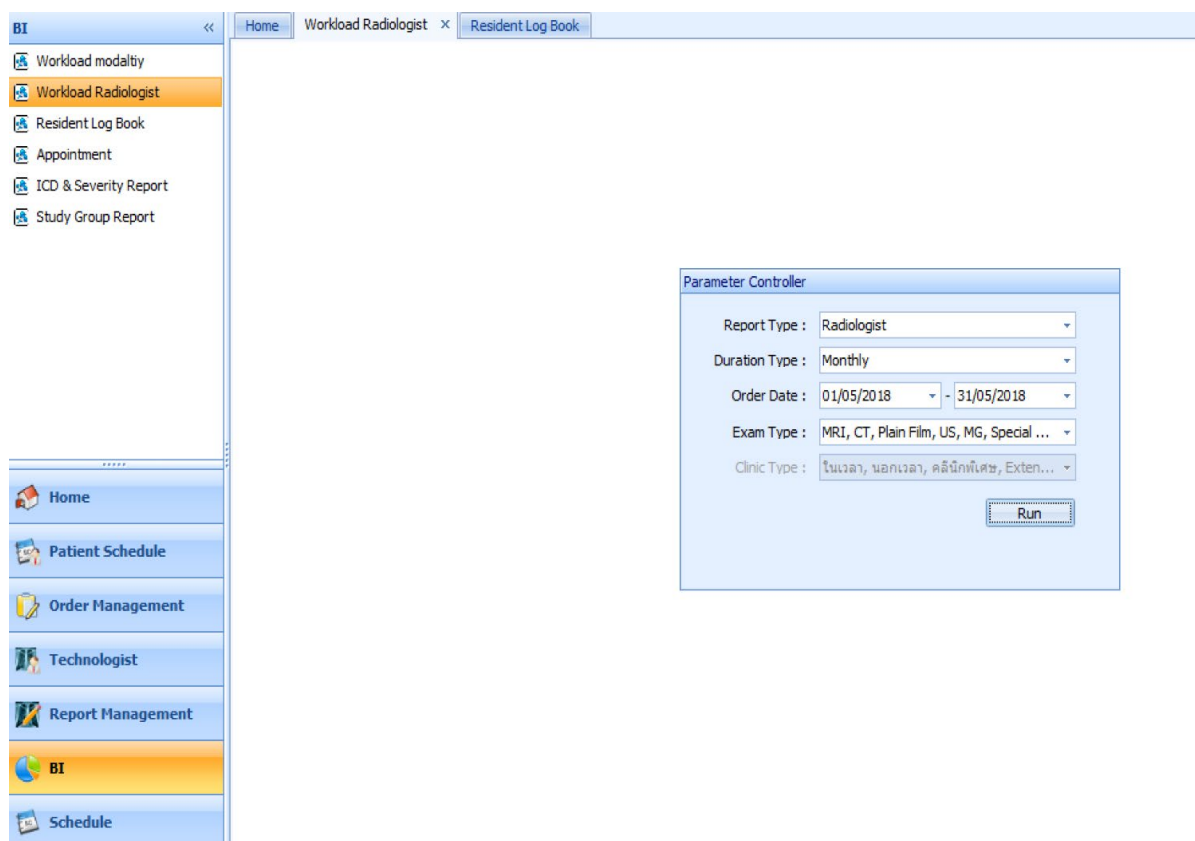 BI «
Home Workload Radiologist x Resident Log Book
Workload modaltiy
Workload Radiologist
Resident Log Book
Appointment
ICD & Severity Report
Study Group Report
Parameter Controller
Report Type : Radiologist
Duration Type : Monthly
Order Date : 01/05/2018 - 31/05/2018
Exam Type : MRI, CT, Plain Film, US, MG, Special ...
Clinic Type : ในเวลา, นอกเวลา, คลินิกพิเศษ, Exten...
Run
Home
Patient Schedule
Order Management
Technologist
Report Management
BI
Schedule